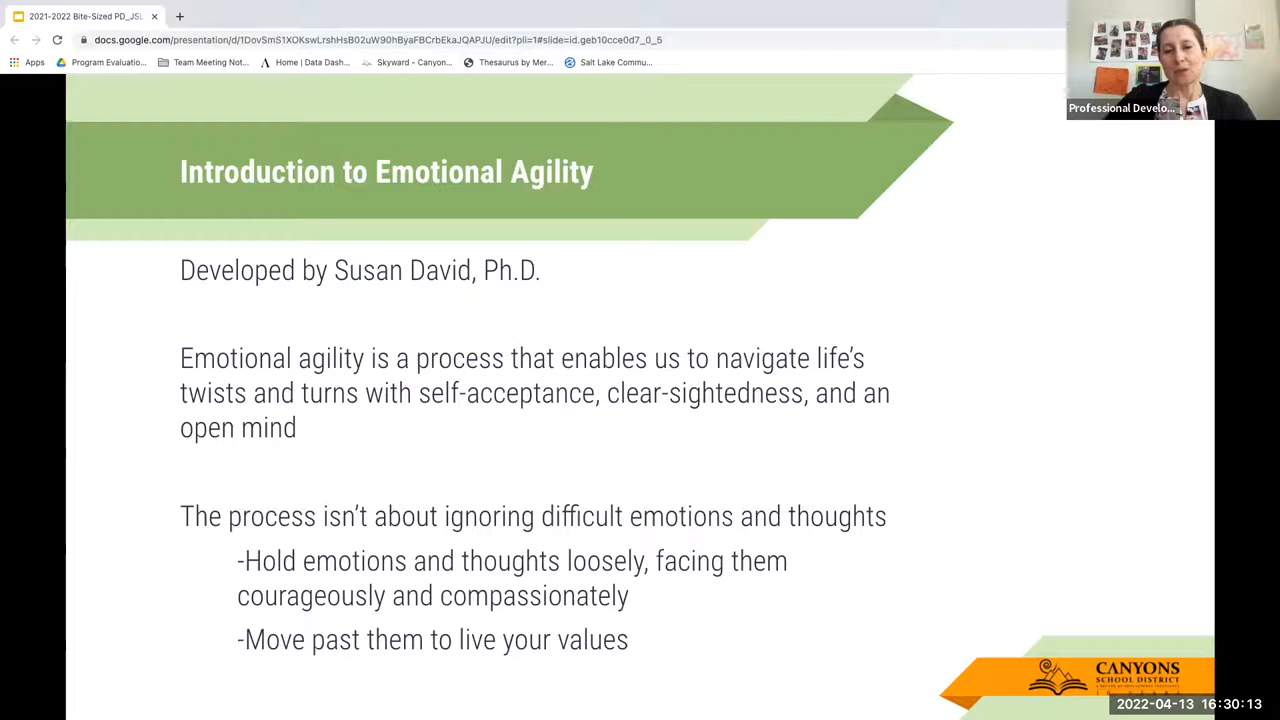 2021-2022 Bite-Sized PD_JSL
docs.google.com/presentation/d/1DovSmS1XOKswLrshHsB02uW90hByaFBCrbEkaJQAPJU/edit?pli=1#slide=id.geb10cce0d7_0_5
Apps Program Evaluatio... Team Meeting Not... Home | Data Dash... Skyward - Canyon... Thesaurus by Mer... Salt Lake Commu...
Professional Develo...
Introduction to Emotional Agility
Developed by Susan David, Ph.D.
Emotional agility is a process that enables us to navigate life's
twists and turns with self-acceptance, clear-sightedness, and an
open mind
The process isn't about ignoring difficult emotions and thoughts
-Hold emotions and thoughts loosely, facing them
courageously and compassionately
-Move past them to live your values
CANYONS
SCHOOL DISTRICT
2022-04-13 16:30:13